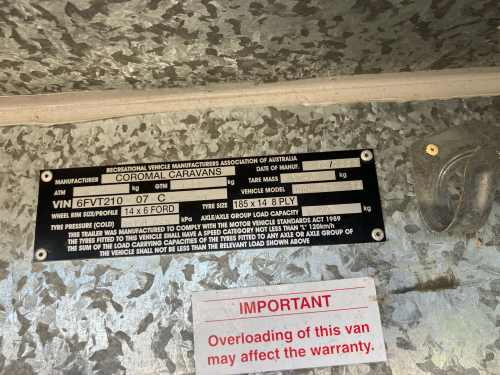 RECREATIONAL VEHICLE MANUFACTURERS ASSOCIATION OF AUSTRALIA
MANUFACTURER COROMAL CARAVANS DATE OF MANUF. /
ATM kg GTM kg TARE MASS kg
VIN 6FVT210 07 C VEHICLE MODEL
WHEEL RIM SIZE/PROFILE 14 x 6 FORD TYRE SIZE 185 x 14 8 PLY
TYRE PRESSURE (COLD) kPa AXLE/AXLE GROUP LOAD CAPACITY kg
THIS TRAILER WAS MANUFACTURED TO COMPLY WITH THE MOTOR VEHICLE STANDARDS ACT 1989
THE TYRES FITTED TO THIS VEHICLE SHALL HAVE A SPEED CATEGORY NOT LESS THAN "L" 120km/h
THE SUM OF THE LOAD CARRYING CAPACITIES OF THE TYRES FITTED TO ANY AXLE OR AXLE GROUP OF
THE VEHICLE SHALL NOT BE LESS THAN THE RELEVANT LOAD SHOWN ABOVE
IMPORTANT
Overloading of this van
may affect the warranty.